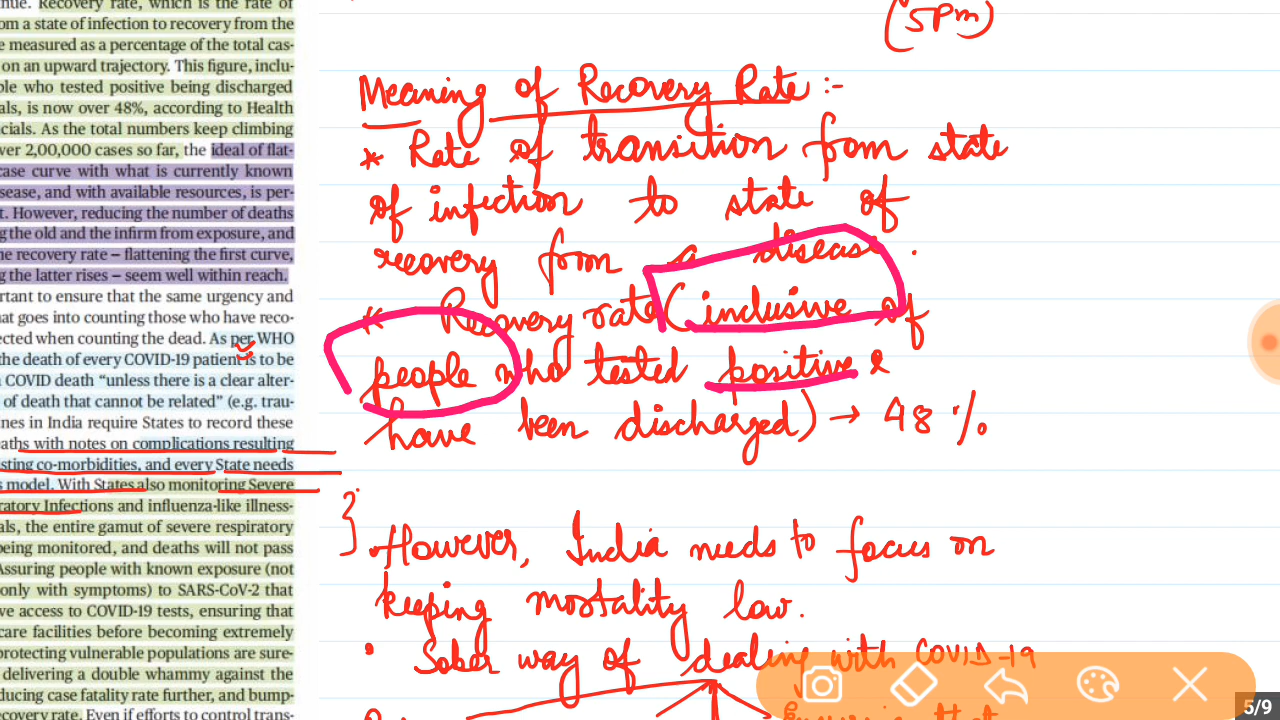 nue. Recovery rate, which is the rate of
om a state of infection to recovery from the
e measured as a percentage of the total cas-
on an upward trajectory. This figure, inclu-
ple who tested positive being discharged
als, is now over 48%, according to Health
cials. As the total numbers keep climbing
ver 2,00,000 cases so far, the ideal of flat-
case curve with what is currently known
sease, and with available resources, is per-
t. However, reducing the number of deaths
g the old and the infirm from exposure, and
he recovery rate – flattening the first curve,
g the latter rises – seem well within reach.
rtant to ensure that the same urgency and
hat goes into counting those who have reco-
ected when counting the dead. As per WHO
the death of every COVID-19 patient is to be
COVID death “unless there is a clear alter-
of death that cannot be related” (e.g. trau-
ines in India require States to record these
aths with notes on complications resulting
sting co-morbidities, and every State needs
s model. With States also monitoring Severe
ratory Infections and influenza-like illness-
als, the entire gamut of severe respiratory
being monitored, and deaths will not pass
Assuring people with known exposure (not
only with symptoms) to SARS-CoV-2 that
ve access to COVID-19 tests, ensuring that
care facilities before becoming extremely
protecting vulnerable populations are sure-
delivering a double whammy against the
ducing case fatality rate further, and bump-
ecovery rate. Even if efforts to control trans-
(5pm)
Meaning of Recovery Rate :-
* Rate of transition from state
of infection to state of
recovery from a disease.
* Recovery rate (inclusive of
people who tested positive &
have been discharged) → 48 %
However, India needs to focus on
keeping mortality low.
• Sober way of dealing with COVID-19
5/9